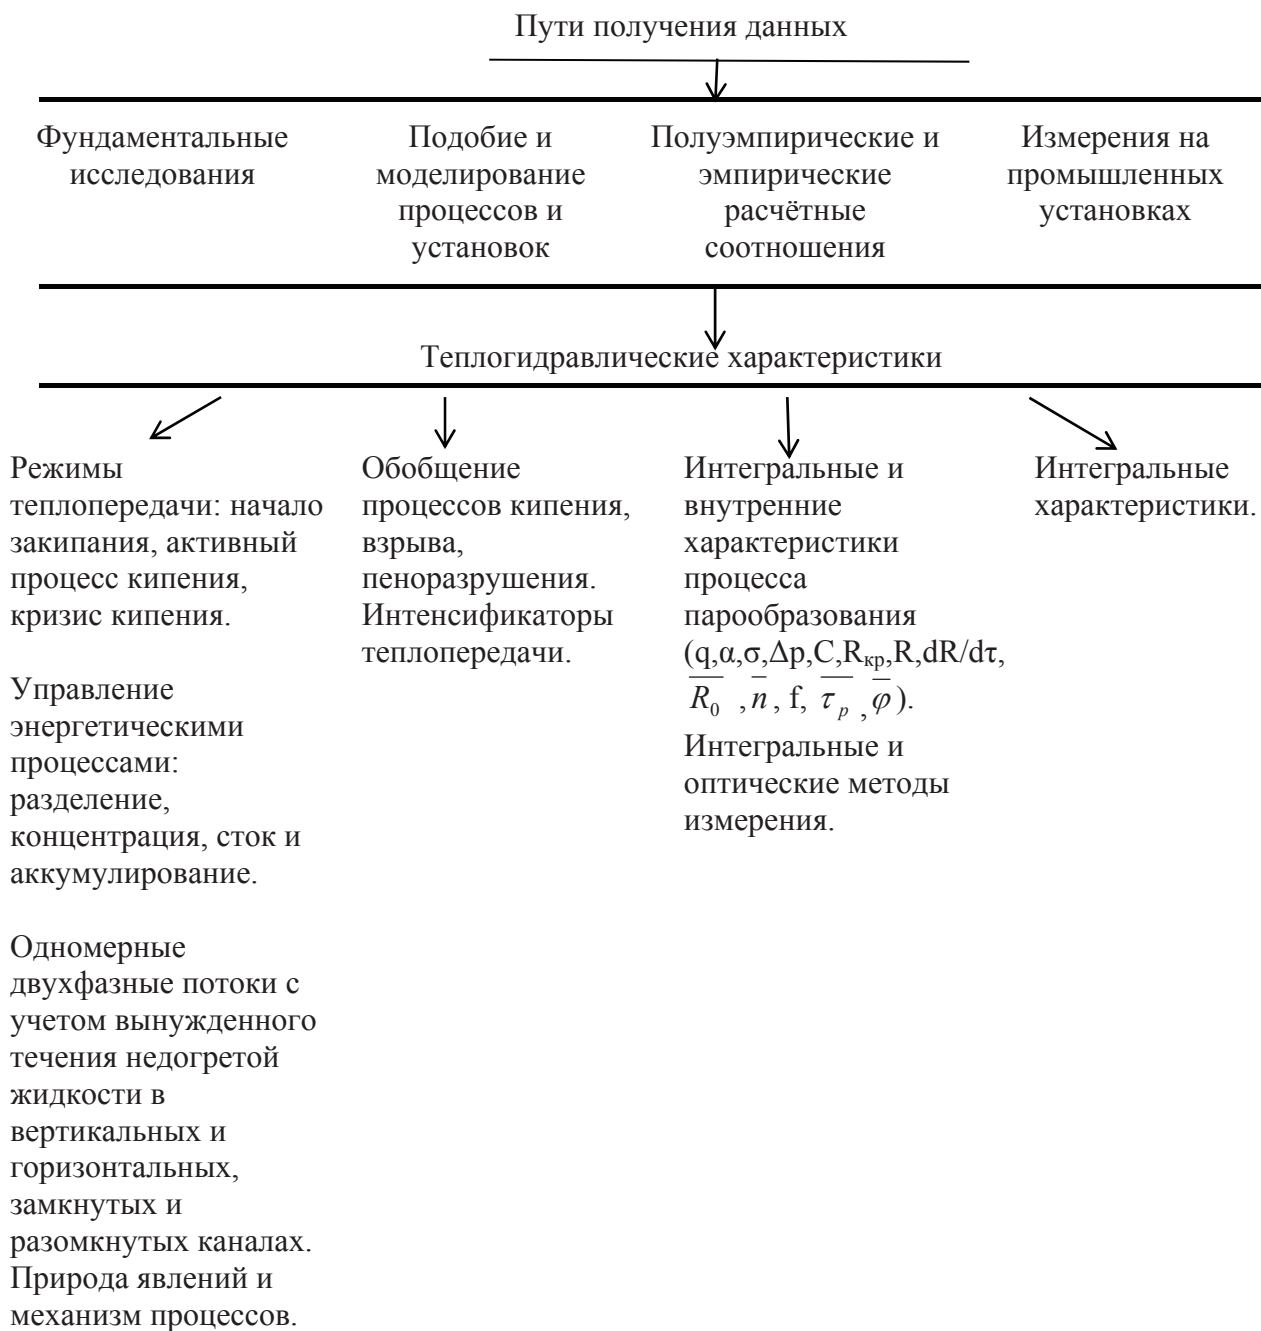 Пути получения данных
Фундаментальные
исследования
Подобие и
моделирование
процессов и
установок
Полуэмпирические и
эмпирические
расчётные
соотношения
Измерения на
промышленных
установках
Теплогидравлические характеристики
Режимы
теплопередачи: начало
закипания, активный
процесс кипения,
кризис кипения.
Управление
энергетическими
процессами:
разделение,
концентрация, сток и
аккумулирование.
Одномерные
двухфазные потоки с
учетом вынужденного
течения недогретой
жидкости в
вертикальных и
горизонтальных,
замкнутых и
разомкнутых каналах.
Природа явлений и
механизм процессов.
Обобщение
процессов кипения,
взрыва,
пеноразрушения.
Интенсификаторы
теплопередачи.
Интегральные и
внутренние
характеристики
процесса
парообразования
(q,α,σ,Δp,C,Rкр,R,dR/dτ,
R̅₀ , n̅ , f, τ̅ₚ , φ̅ ).
Интегральные и
оптические методы
измерения.
Интегральные
характеристики.